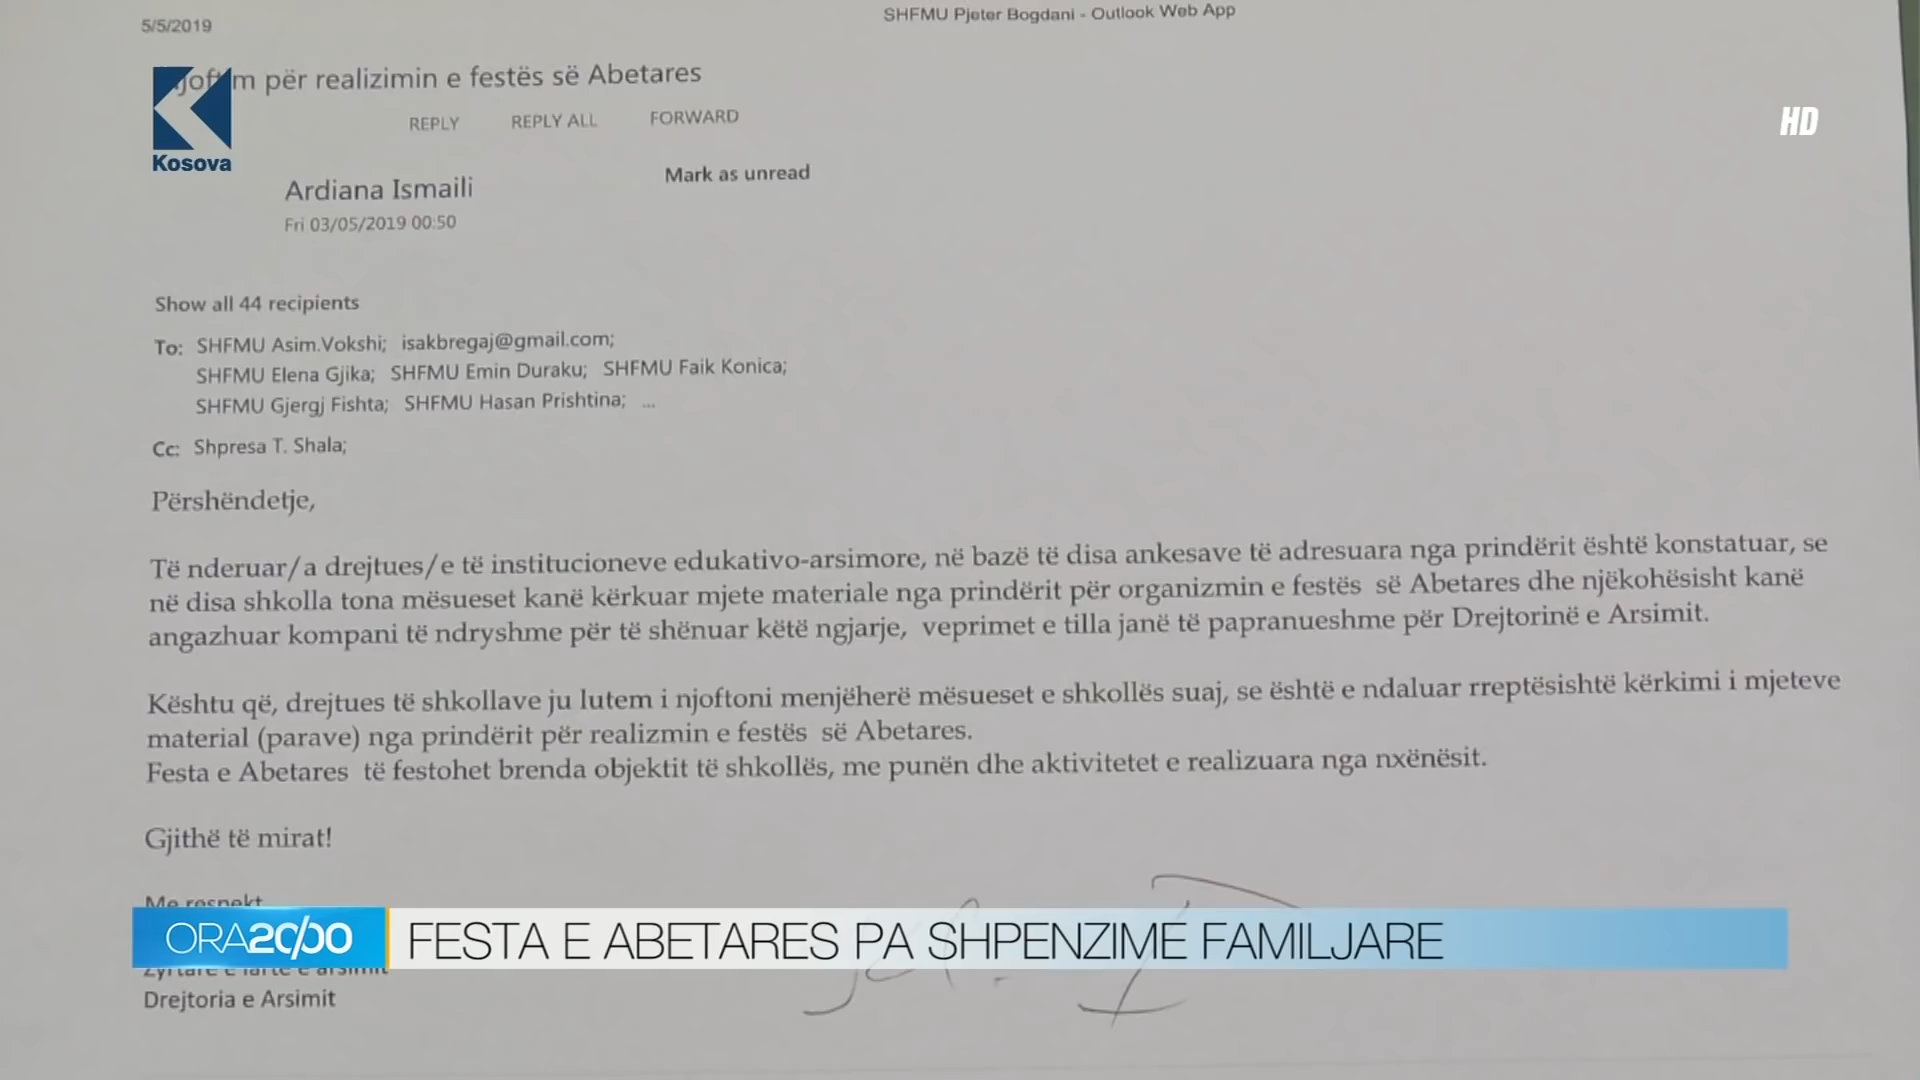 5/5/2019
SHFMU Pjeter Bogdani - Outlook Web App
për realizimin e festës së Abetares
REPLY REPLY ALL FORWARD
Kosova
HD
Mark as unread
Ardiana Ismaili
Fri 03/05/2019 00:50
Show all 44 recipients
To: SHFMU Asim.Vokshi; isakbregaj@gmail.com;
SHFMU Elena Gjika; SHFMU Emin Duraku; SHFMU Faik Konica;
SHFMU Gjergj Fishta; SHFMU Hasan Prishtina; ...
Cc: Shpresa T. Shala;
Përshëndetje,
Të nderuar/a drejtues/e të institucioneve edukativo-arsimore, në bazë të disa ankesave të adresuara nga prindërit është konstatuar, se
në disa shkolla tona mësueset kanë kërkuar mjete materiale nga prindërit për organizmin e festës së Abetares dhe njëkohësisht kanë
angazhuar kompani të ndryshme për të shënuar këtë ngjarje, veprimet e tilla janë të papranueshme për Drejtorinë e Arsimit.
Kështu që, drejtues të shkollave ju lutem i njoftoni menjëherë mësueset e shkollës suaj, se është e ndaluar rreptësishtë kërkimi i mjeteve
material (parave) nga prindërit për realizmin e festës së Abetares.
Festa e Abetares të festohet brenda objektit të shkollës, me punën dhe aktivitetet e realizuara nga nxënësit.
Gjithë të mirat!
Me respekt
ORA 20/00 FESTA E ABETARES PA SHPENZIME FAMILJARE
Drejtoria e Arsimit